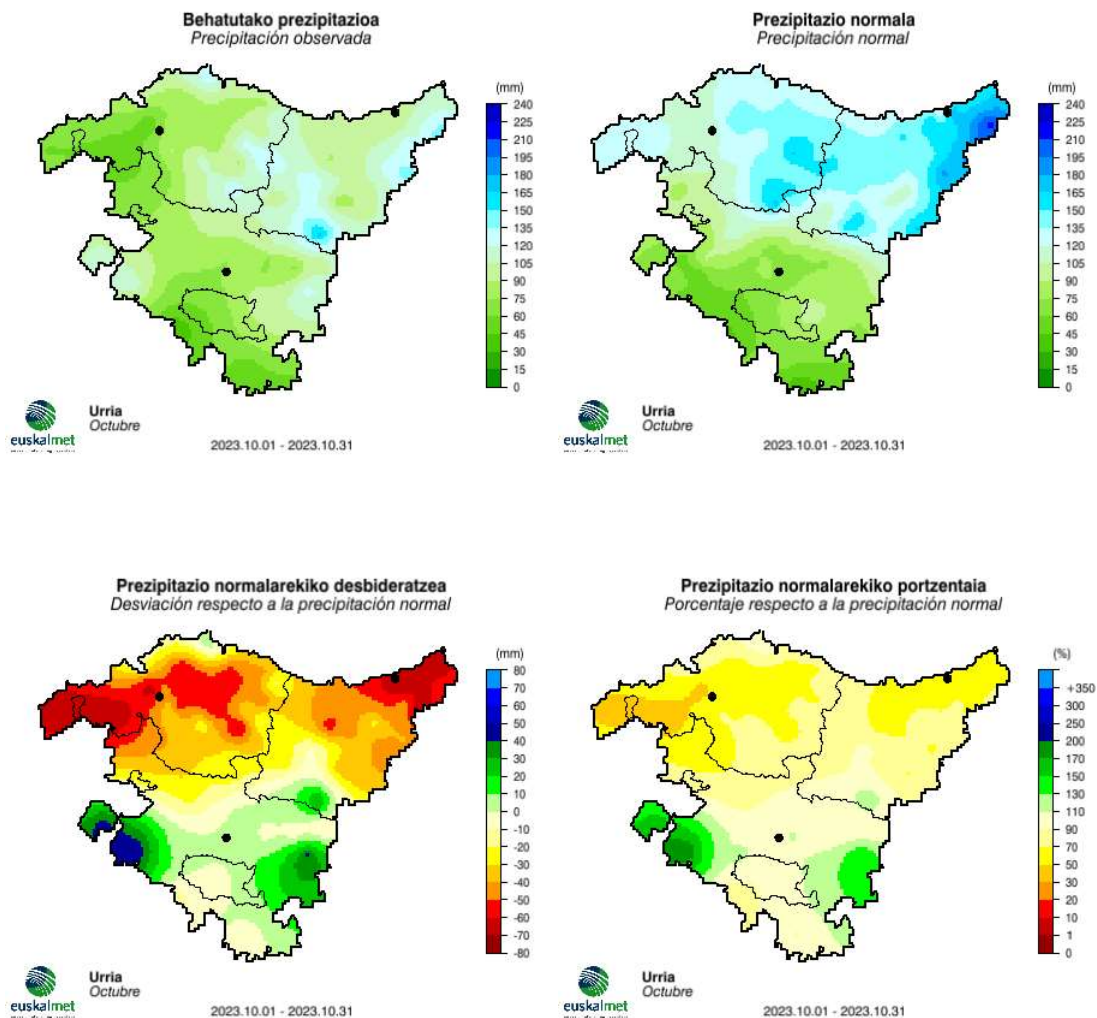 Behatutako prezipitazioa
Precipitación observada
(mm)
240
225
210
195
180
165
150
135
120
105
90
75
60
45
30
15
0
euskalmet
Urria
Octubre
2023.10.01 - 2023.10.31
Prezipitazio normala
Precipitación normal
(mm)
240
225
210
195
180
165
150
135
120
105
90
75
60
45
30
15
0
euskalmet
Urria
Octubre
2023.10.01 - 2023.10.31
Prezipitazio normalarekiko desbideratzea
Desviación respecto a la precipitación normal
(mm)
80
70
60
50
40
30
20
10
0
-10
-20
-30
-40
-50
-60
-70
-80
euskalmet
Urria
Octubre
2023.10.01 - 2023.10.31
Prezipitazio normalarekiko portzentaia
Porcentaje respecto a la precipitación normal
(%)
+350
300
250
200
170
150
130
110
90
70
50
30
20
10
1
0
euskalmet
Urria
Octubre
2023.10.01 - 2023.10.31